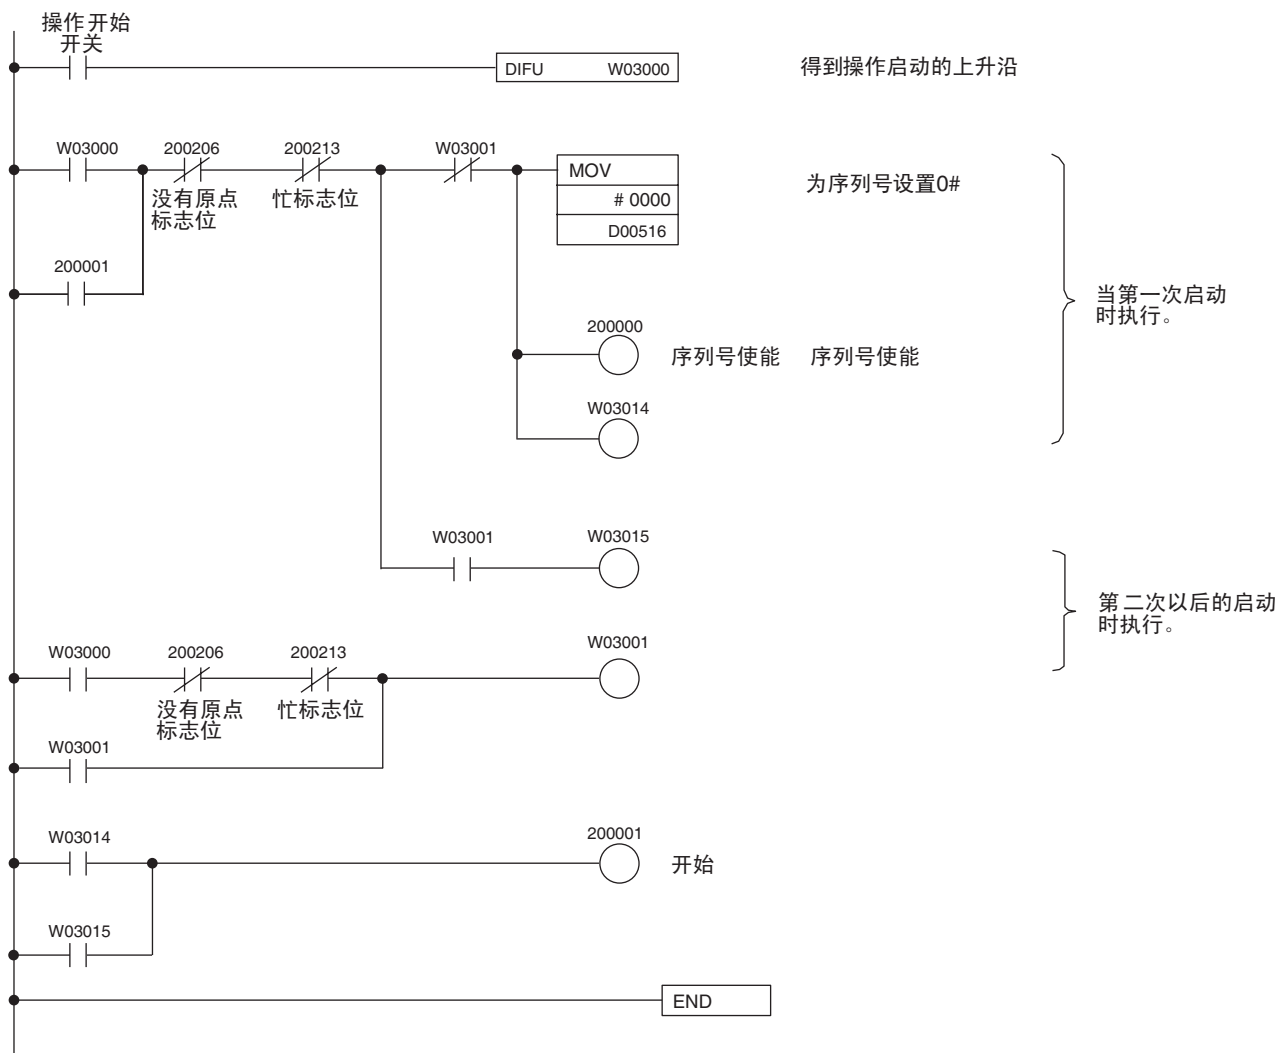 操作开始
开关
DIFU W03000
得到操作启动的上升沿
W03000 200206 200213 W03001
MOV
没有原点
标志位
忙标志位
# 0000
为序列号设置0#
D00516
200001
当第一次启动
时执行。
200000
序列号使能 序列号使能
W03014
W03001 W03015
第二次以后的启动
时执行。
W03000 200206 200213 W03001
没有原点
标志位
忙标志位
W03001
W03014 200001
开始
W03015
END